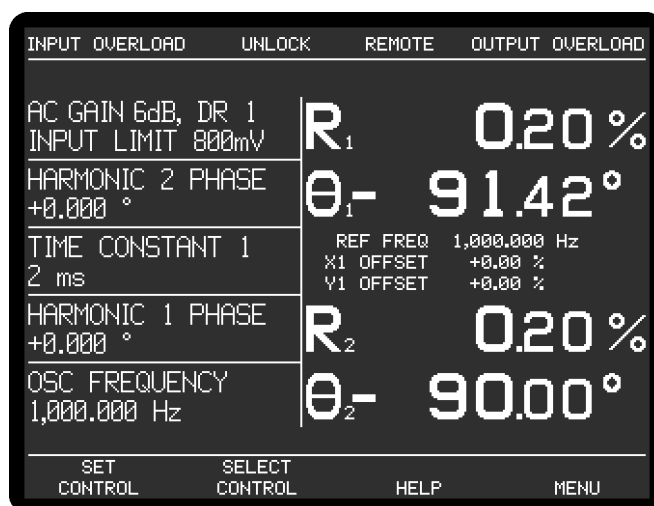 INPUT OVERLOAD UNLOCK REMOTE OUTPUT OVERLOAD
AC GAIN 6dB, DR 1
INPUT LIMIT 800mV
HARMONIC 2 PHASE
+0.000 °
TIME CONSTANT 1
2 ms
HARMONIC 1 PHASE
+0.000 °
OSC FREQUENCY
1,000.000 Hz
R1 0.20 %
θ1- 91.42°
REF FREQ 1,000.000 Hz
X1 OFFSET +0.00 %
Y1 OFFSET +0.00 %
R2 0.20 %
θ2- 90.00°
SET CONTROL
SELECT CONTROL
HELP
MENU